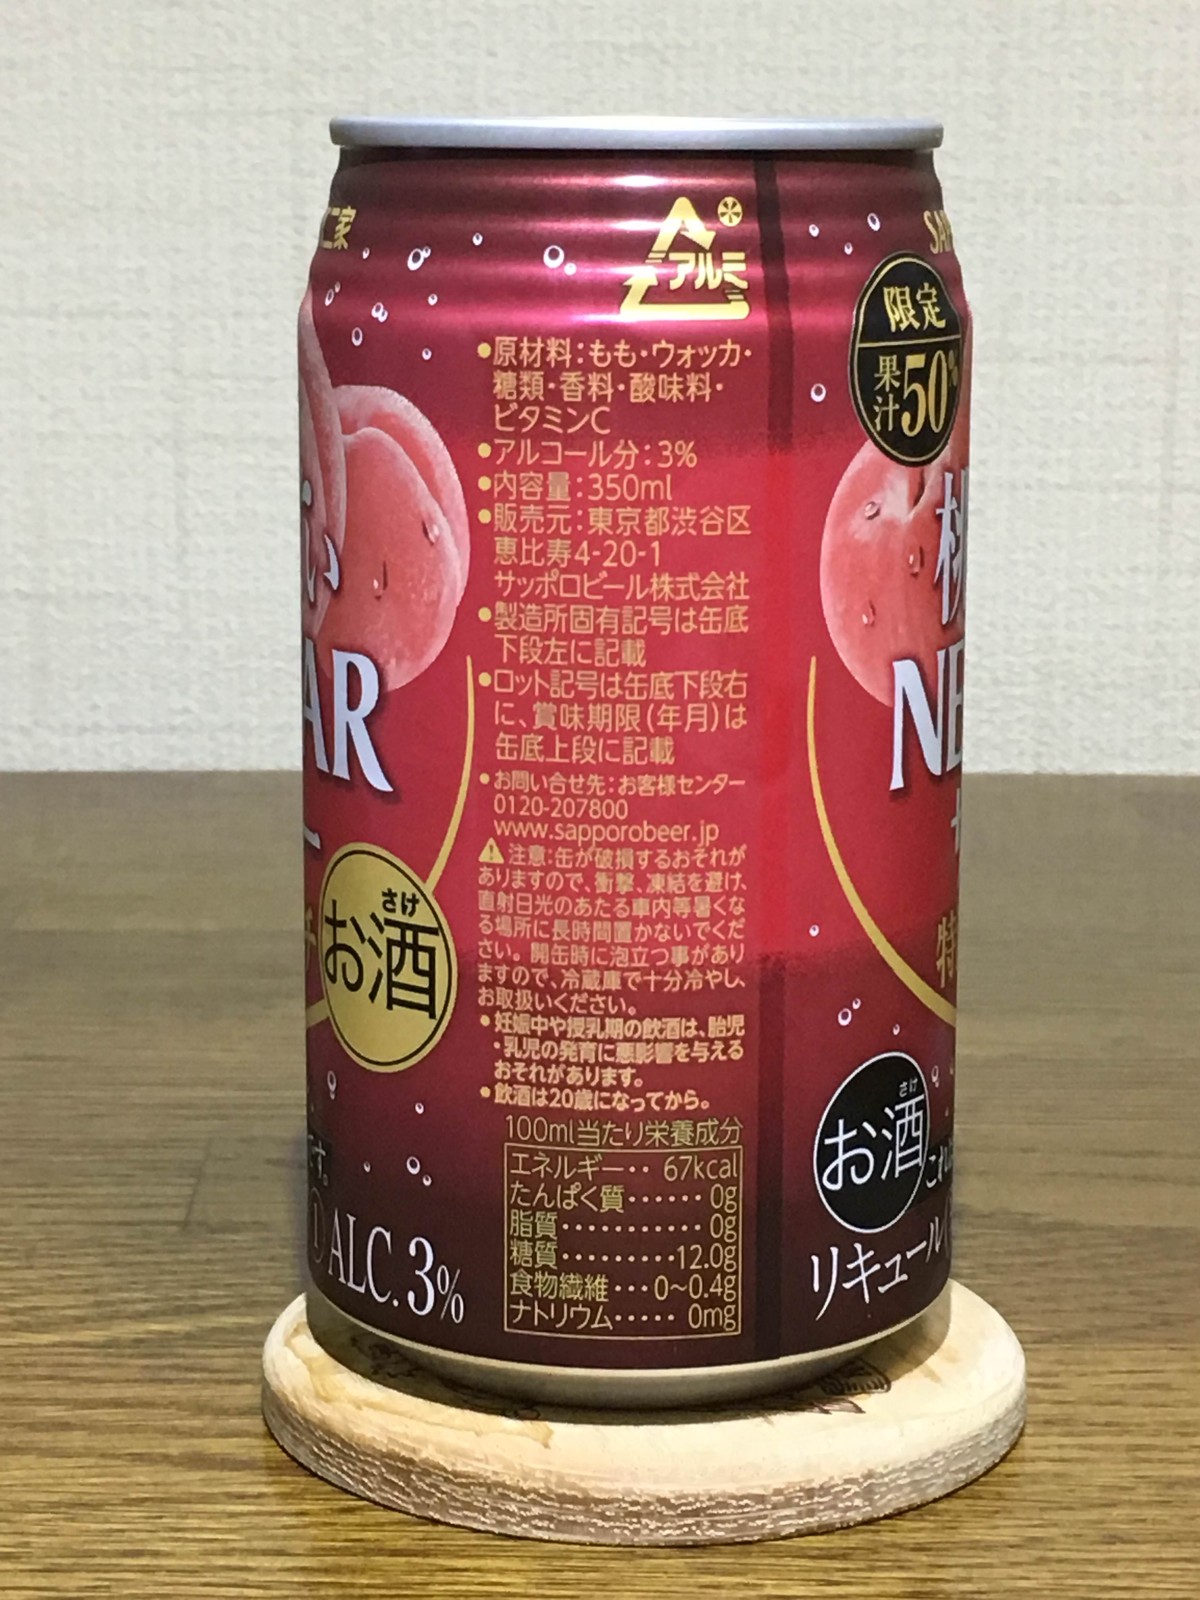 二家
アルミ
SA
限定
果汁50%
原材料：もも・ウォッカ・
糖類・香料・酸味料・
ビタミンC
アルコール分：3%
内容量：350ml
販売元：東京都渋谷区
恵比寿4-20-1
サッポロビール株式会社
製造所固有記号は缶底
下段左に記載
ロット記号は缶底下段右
に、賞味期限(年月)は
缶底上段に記載
お問い合せ先：お客様センター
0120-207800
www.sapporobeer.jp
注意：缶が破損するおそれが
ありますので、衝撃、凍結を避け、
直射日光のあたる車内等暑くな
る場所に長時間置かないでくだ
さい。開缶時に泡立つ事があり
ますので、冷蔵庫で十分冷やし、
お取扱いください。
妊娠中や授乳期の飲酒は、胎児
・乳児の発育に悪影響を与える
おそれがあります。
飲酒は20歳になってから。
100ml当たり栄養成分
エネルギー‥ 67kcal
たんぱく質‥‥‥ 0g
脂質‥‥‥‥‥ 0g
糖質‥‥‥‥12.0g
食物繊維‥‥0～0.4g
ナトリウム‥‥‥ 0mg
い
AR
チ
さけ
お酒
です。
① ALC.3%
桃
NE
特
さけ
お酒
これは
リキュール